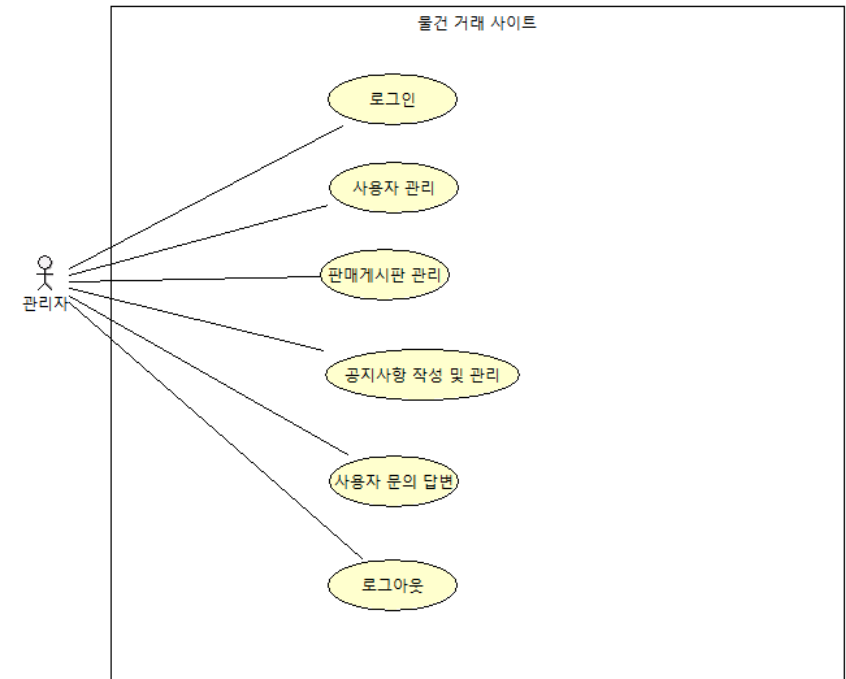 물건 거래 사이트
로그인
사용자 관리
판매게시판 관리
관리자
공지사항 작성 및 관리
사용자 문의 답변
로그아웃